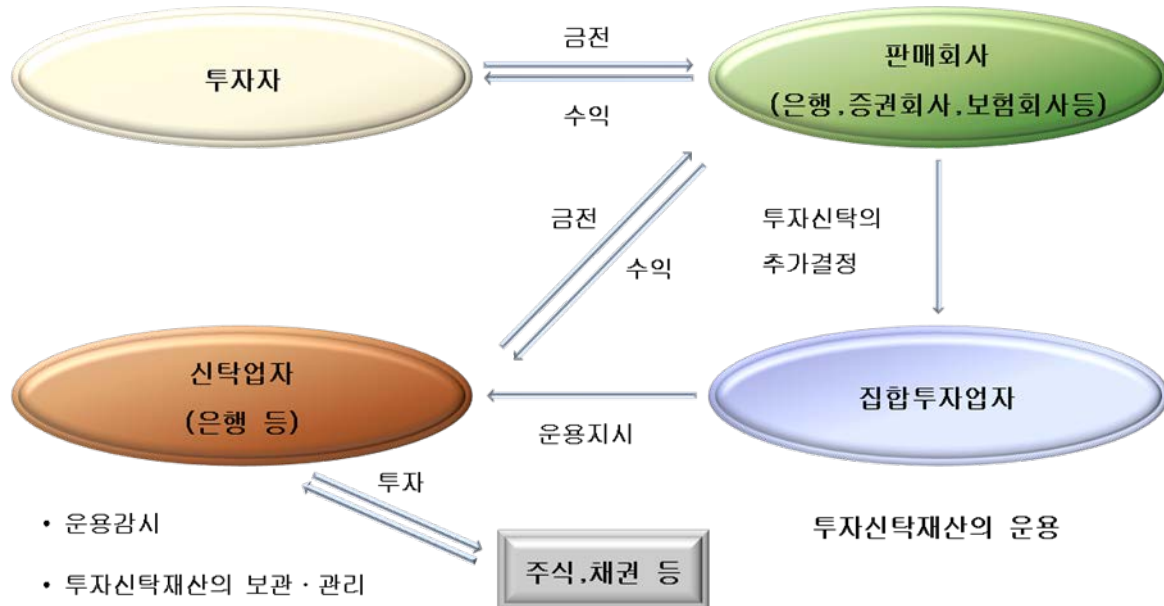 투자자
금전
수익
판매회사
(은행,증권회사,보험회사등)
금전
수익
투자신탁의
추가결정
신탁업자
(은행 등)
운용지시
집합투자업자
투자
• 운용감시
• 투자신탁재산의 보관·관리
주식,채권 등
투자신탁재산의 운용